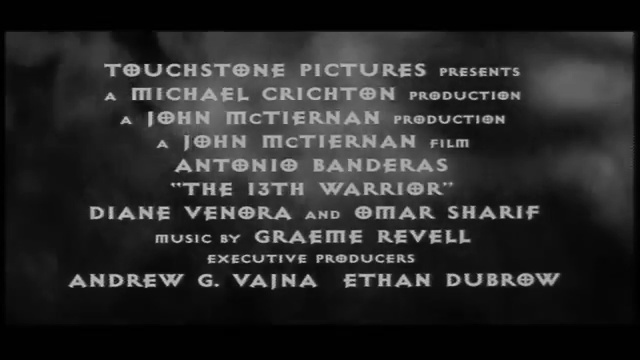 TOUCHSTONE PICTURES PRESENTS
A MICHAEL CRICHTON PRODUCTION
A JOHN McTIERNAN PRODUCTION
A JOHN McTIERNAN FILM
ANTONIO BANDERAS
"THE 13TH WARRIOR"
DIANE VENORA AND OMAR SHARIF
MUSIC BY GRAEME REVELL
EXECUTIVE PRODUCERS
ANDREW G. VAJNA ETHAN DUBROW